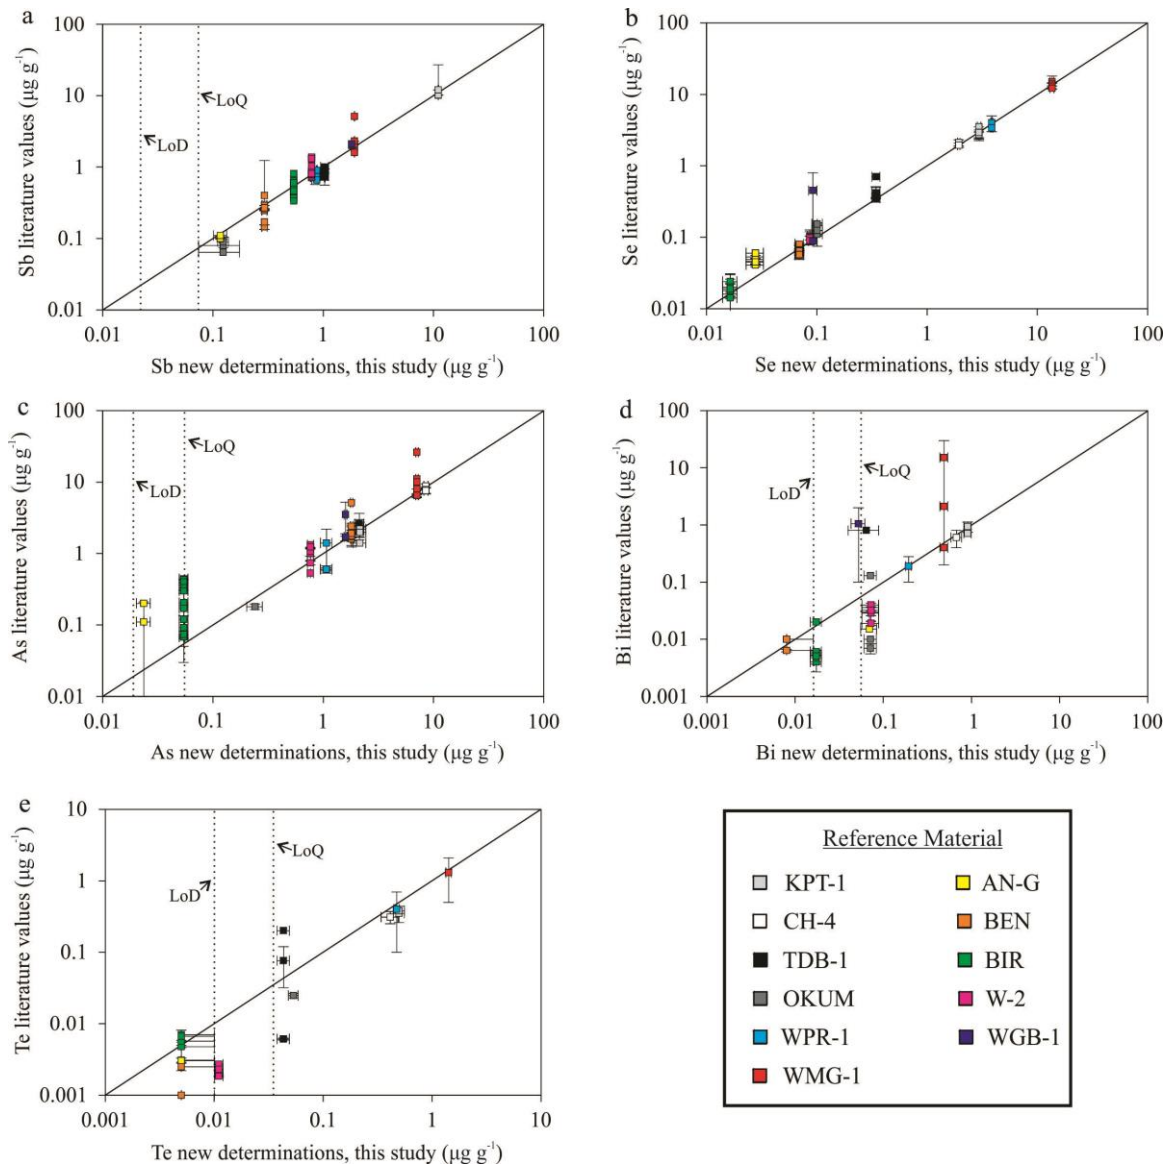 a
100
10
1
0.1
0.01
Sb literature values (µg g⁻¹)
LoD
LoQ
0.01 0.1 1 10 100
Sb new determinations, this study (µg g⁻¹)
b
100
10
1
0.1
0.01
Se literature values (µg g⁻¹)
0.01 0.1 1 10 100
Se new determinations, this study (µg g⁻¹)
c
100
10
1
0.1
0.01
As literature values (µg g⁻¹)
LoD
LoQ
0.01 0.1 1 10 100
As new determinations, this study (µg g⁻¹)
d
100
10
1
0.1
0.01
0.001
Bi literature values (µg g⁻¹)
LoD
LoQ
0.001 0.01 0.1 1 10 100
Bi new determinations, this study (µg g⁻¹)
e
10
1
0.1
0.01
0.001
Te literature values (µg g⁻¹)
LoD
LoQ
0.001 0.01 0.1 1 10
Te new determinations, this study (µg g⁻¹)
Reference Material
KPT-1
CH-4
TDB-1
OKUM
WPR-1
WMG-1
AN-G
BEN
BIR
W-2
WGB-1